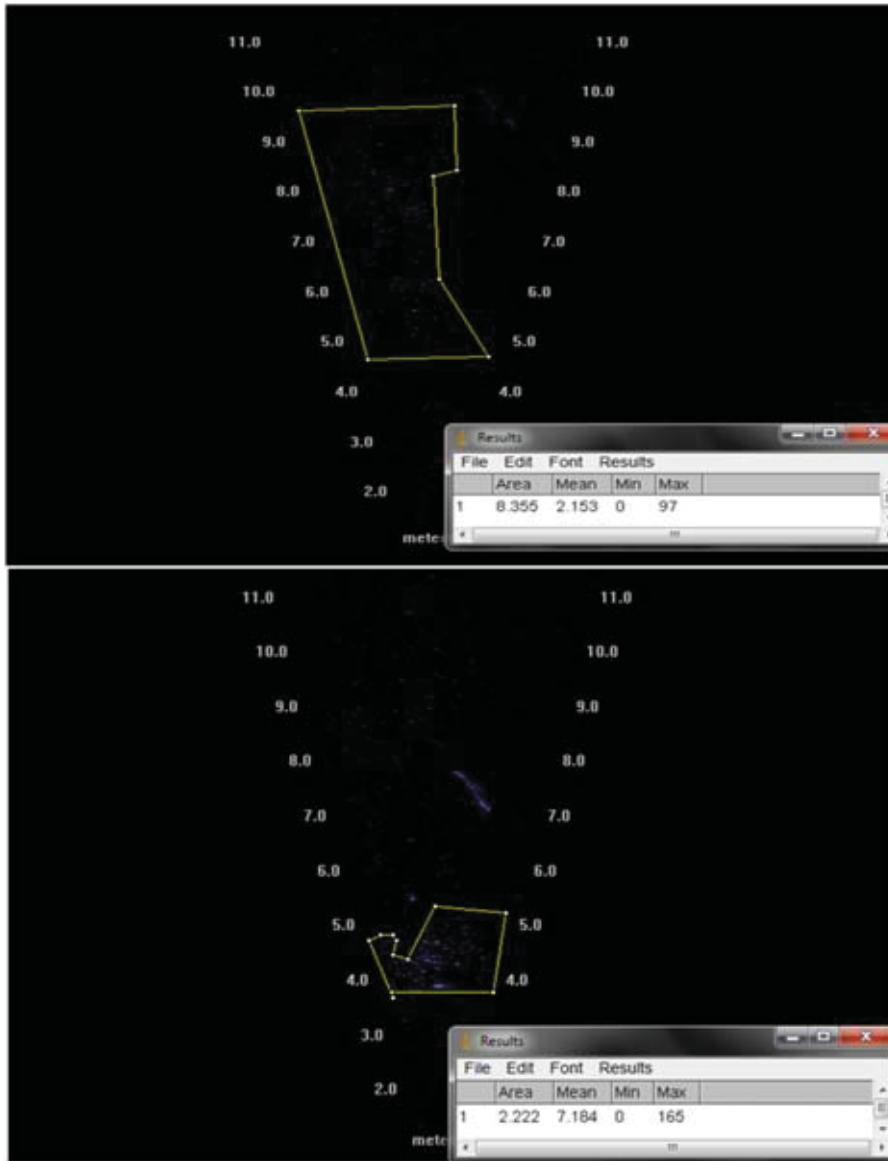 11.0 11.0
10.0 10.0
9.0 9.0
8.0 8.0
7.0 7.0
6.0 6.0
5.0 5.0
4.0 4.0
3.0
Results
File Edit Font Results
Area Mean Min Max
2.0
1 8.355 2.153 0 97
mete
11.0 11.0
10.0 10.0
9.0 9.0
8.0 8.0
7.0 7.0
6.0 6.0
5.0 5.0
4.0 4.0
3.0
Results
File Edit Font Results
2.0
Area Mean Min Max
1 2.222 7.184 0 165
mete